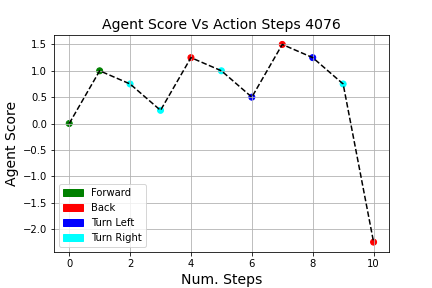 Agent Score Vs Action Steps 4076
Agent Score
1.5
1.0
0.5
0.0
−0.5
−1.0
−1.5
−2.0
Forward
Back
Turn Left
Turn Right
0 2 4 6 8 10
Num. Steps